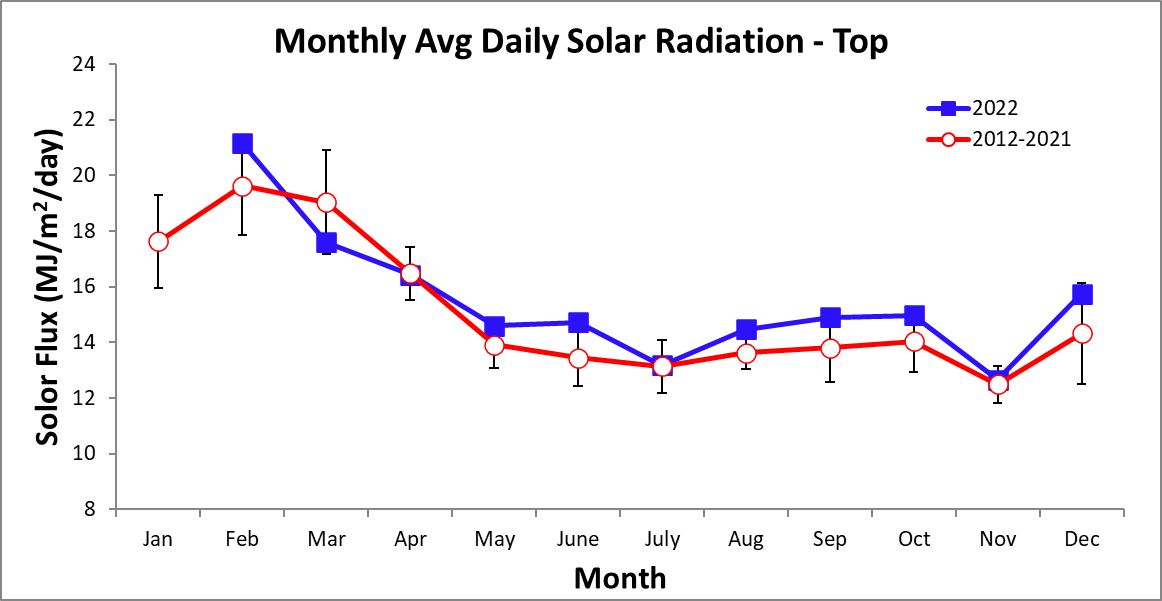 Monthly Avg Daily Solar Radiation - Top
24
22
20
18
16
14
12
10
8
Solor Flux (MJ/m²/day)
2022
2012-2021
Jan Feb Mar Apr May June July Aug Sep Oct Nov Dec
Month